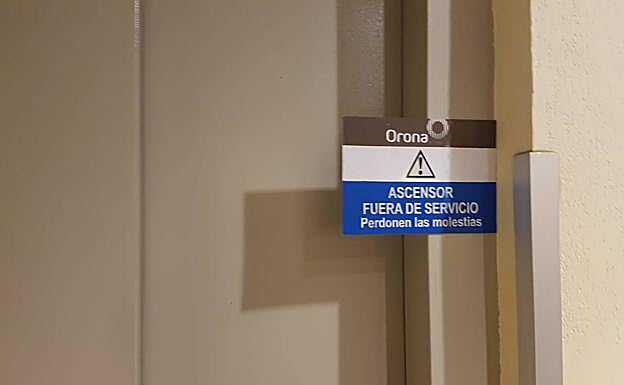 Orona
ASCENSOR
FUERA DE SERVICIO
Perdonen las molestias